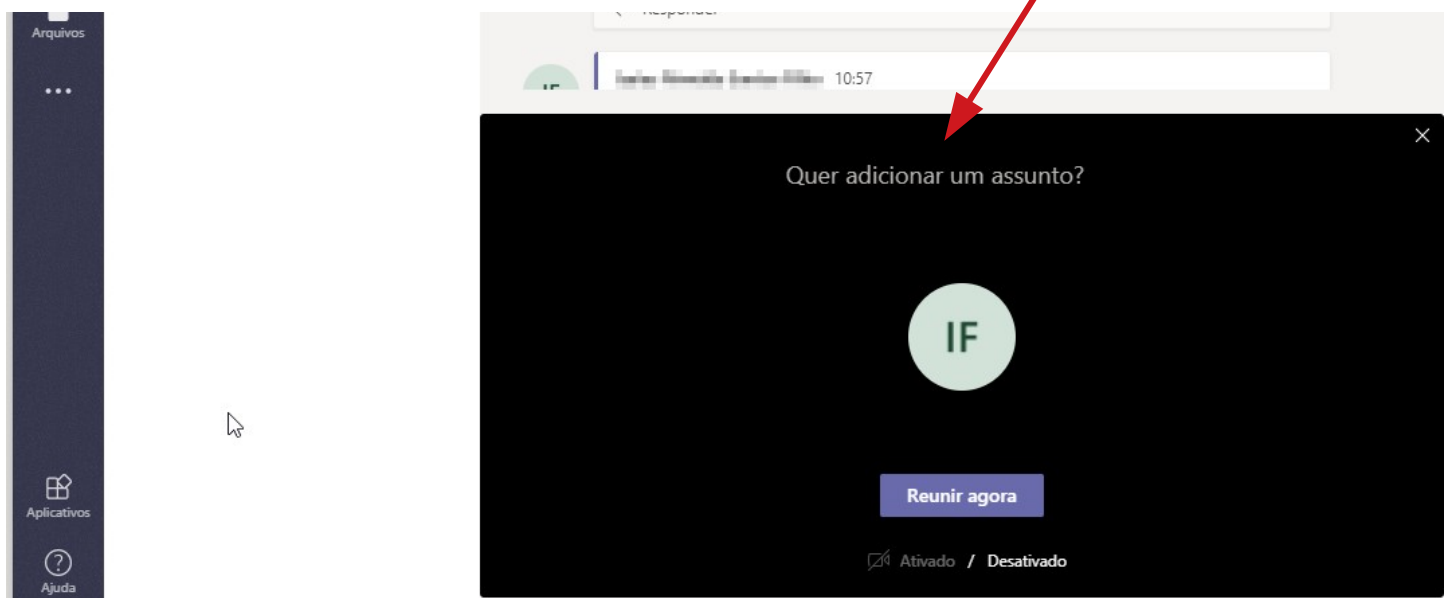 Arquivos
Responder
IF
10:57
Quer adicionar um assunto?
IF
Reunir agora
Aplicativos
Ativado / Desativado
Ajuda